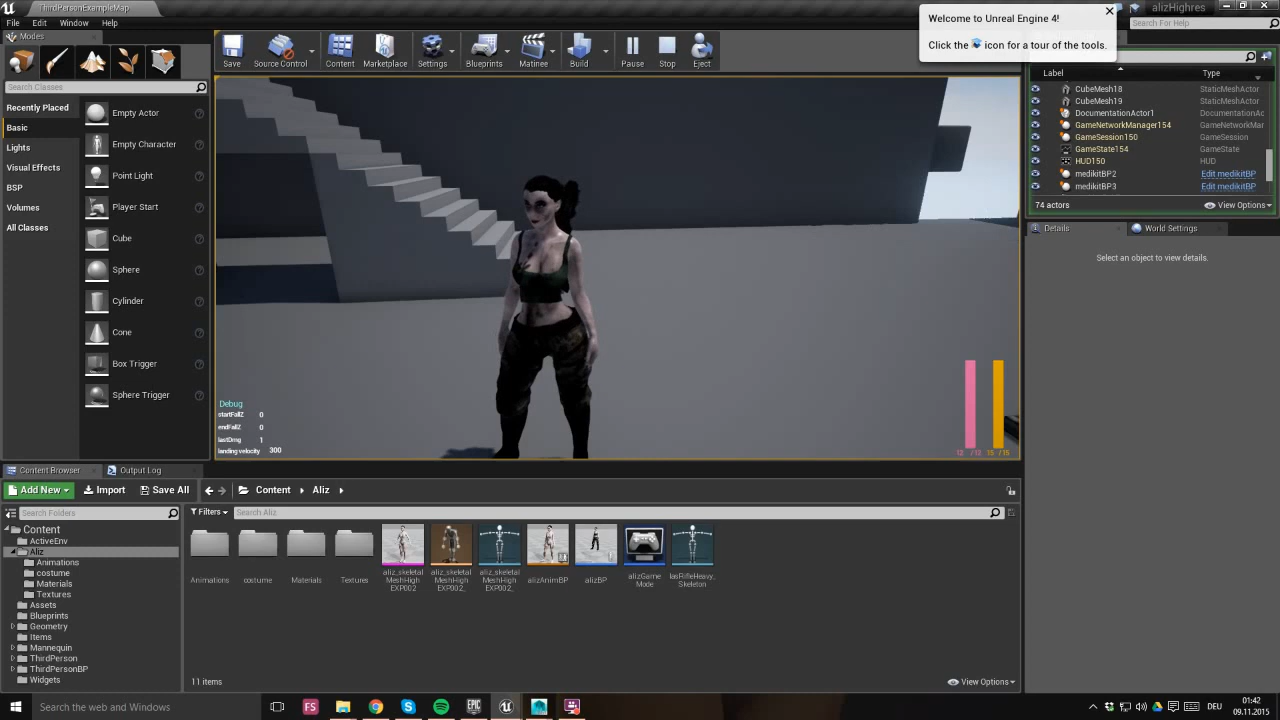 ThirdPersonExampleMap
alizHighres
File Edit Window Help
Search For Help
Welcome to Unreal Engine 4!
Click the icon for a tour of the tools.
Modes
Search Classes
Recently Placed
Basic
Lights
Visual Effects
BSP
Volumes
All Classes
Empty Actor
Empty Character
Point Light
Player Start
Cube
Sphere
Cylinder
Cone
Box Trigger
Sphere Trigger
Save
Source Control
Content
Marketplace
Settings
Blueprints
Matinee
Build
Pause
Stop
Eject
Debug
startFallZ 0
endFallZ 0
lastDmg 1
landing velocity 300
12 /12 15 /15
Label Type
CubeMesh18 StaticMeshActor
CubeMesh19 StaticMeshActor
DocumentationActor1 DocumentationAc
GameNetworkManager154 GameNetworkMar
GameSession150 GameSession
GameState154 GameState
HUD150 HUD
medikitBP2 Edit medikitBP
medikitBP3 Edit medikitBP
74 actors View Options
Details World Settings
Select an object to view details.
Content Browser Output Log
Add New Import Save All Content Aliz
Search Folders
Filters Search Aliz
Content
ActiveEnv
Aliz
Animations
costume
Materials
Textures
Assets
Blueprints
Geometry
Items
Mannequin
ThirdPerson
ThirdPersonBP
Widgets
Animations
costume
Materials
Textures
aliz_skeletal
MeshHigh
EXP002
aliz_skeletal
MeshHigh
EXP002_
aliz_skeletal
MeshHigh
EXP002_
alizAnimBP
alizBP
alizGame
Mode
IasRifleHeavy_
Skeleton
11 items View Options
Search the web and Windows
FS
EPIC
DEU
01:42
09.11.2015